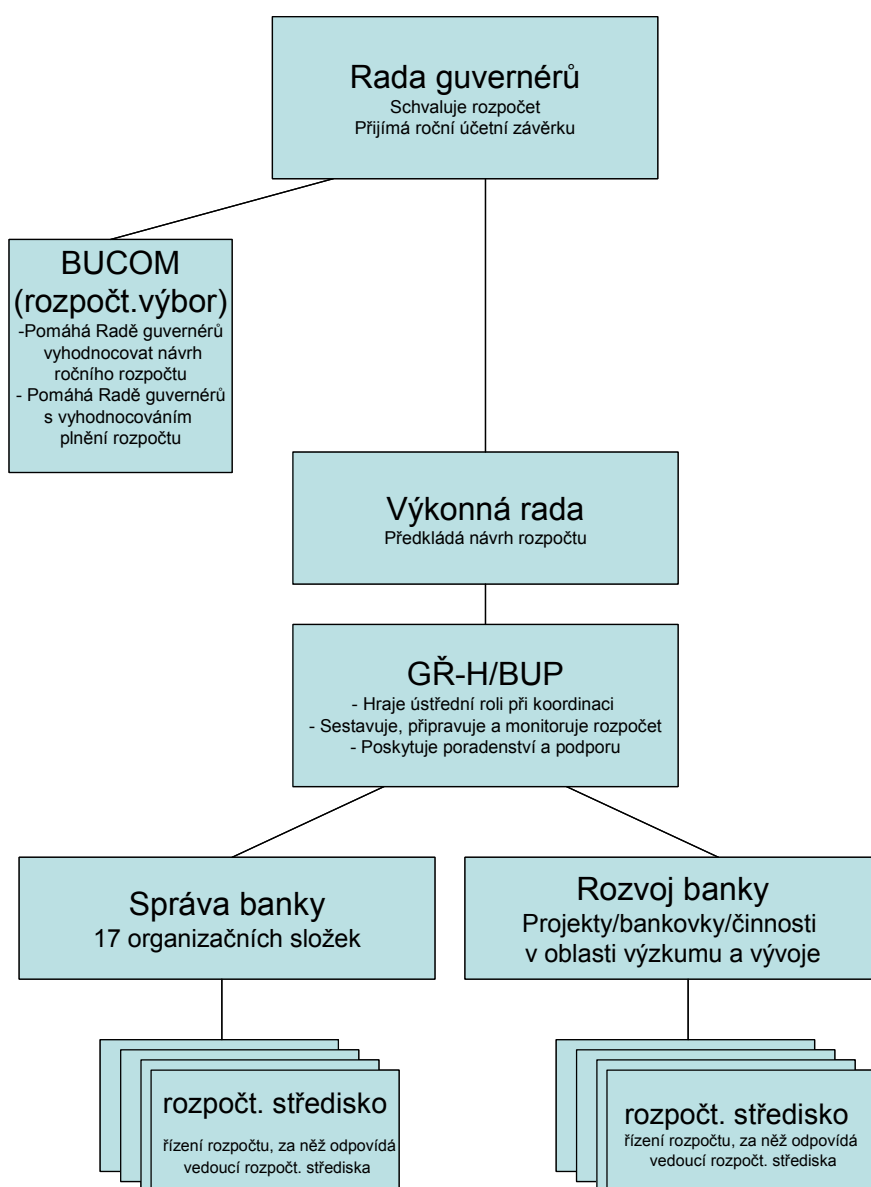 Rada guvernérů
Schvaluje rozpočet
Přijímá roční účetní závěrku
BUCOM
(rozpočt.výbor)
-Pomáhá Radě guvernérů
vyhodnocovat návrh
ročního rozpočtu
- Pomáhá Radě guvernérů
s vyhodnocováním
plnění rozpočtu
Výkonná rada
Předkládá návrh rozpočtu
GŘ-H/BUP
- Hraje ústřední roli při koordinaci
- Sestavuje, připravuje a monitoruje rozpočet
- Poskytuje poradenství a podporu
Správa banky
17 organizačních složek
Rozvoj banky
Projekty/bankovky/činnosti
v oblasti výzkumu a vývoje
rozpočt. středisko
řízení rozpočtu, za něž odpovídá
vedoucí rozpočt. střediska
rozpočt. středisko
řízení rozpočtu, za něž odpovídá
vedoucí rozpočt. střediska